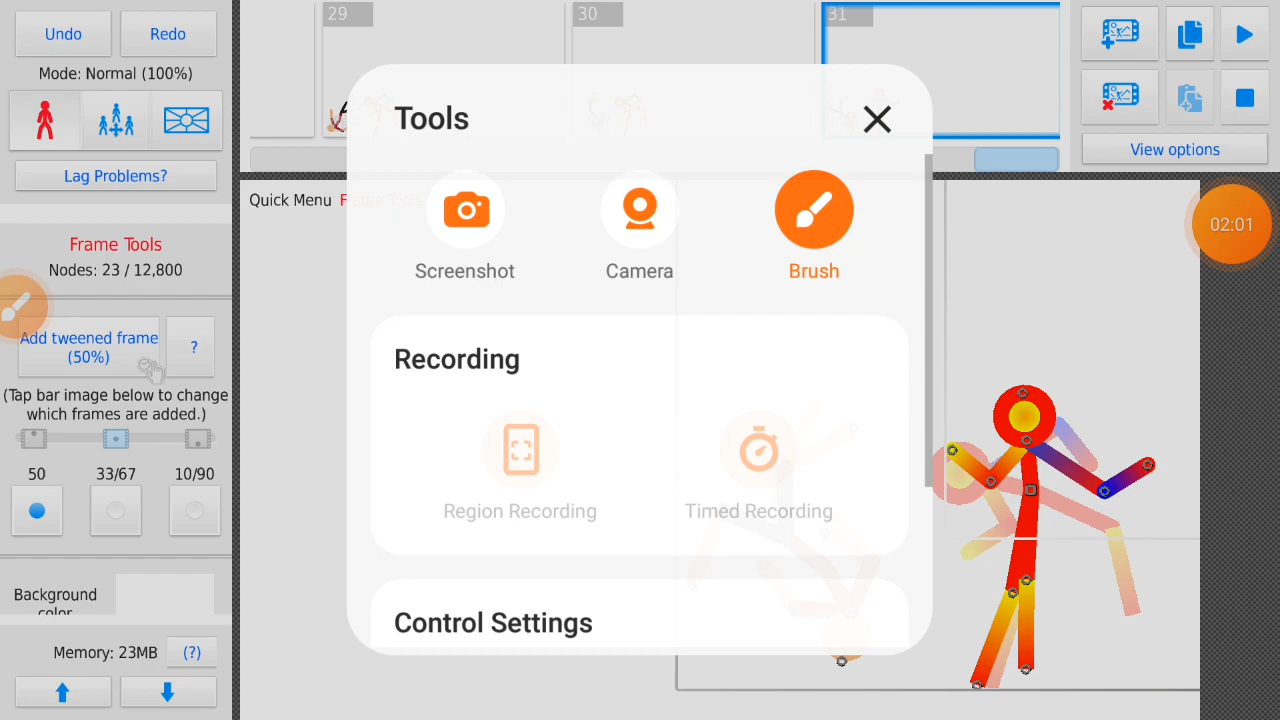 Undo
Redo
Mode: Normal (100%)
Lag Problems?
Frame Tools
Nodes: 23 / 12,800
Add tweened frame
(50%)
?
(Tap bar image below to change
which frames are added.)
50
33/67
10/90
Background
color
Memory: 23MB
(?)
29
30
31
View options
Quick Menu
Frame Tools
02:01
Tools
Screenshot
Camera
Brush
Recording
Region Recording
Timed Recording
Control Settings